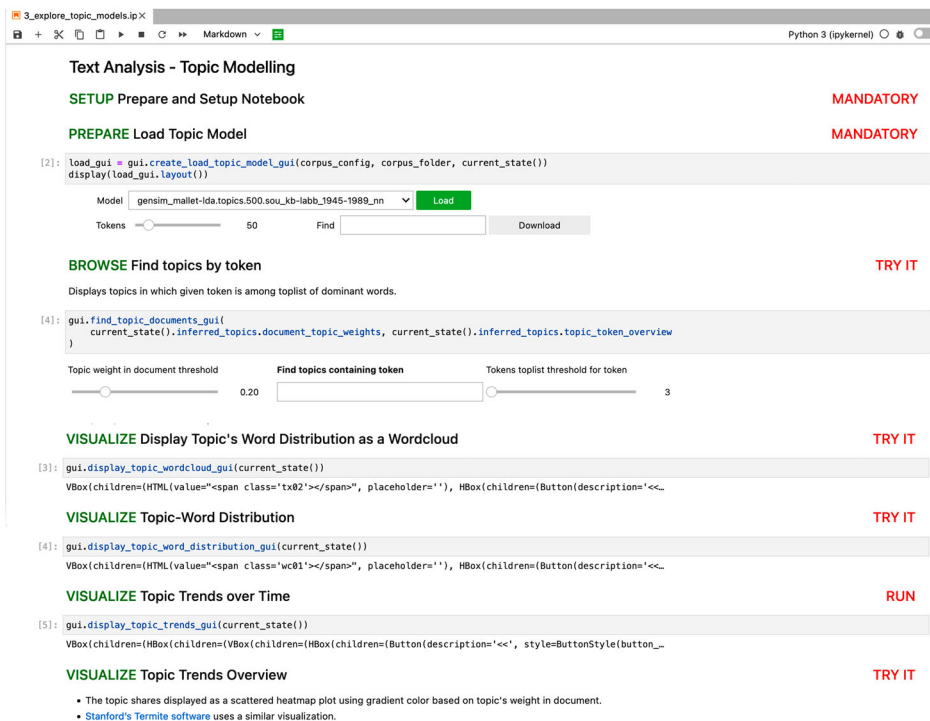 3_explore_topic_models.ip
Markdown
Python 3 (ipykernel)
Text Analysis - Topic Modelling
SETUP Prepare and Setup Notebook MANDATORY
PREPARE Load Topic Model MANDATORY
[2]: load_gui = gui.create_load_topic_model_gui(corpus_config, corpus_folder, current_state())
display(load_gui.layout())
Model gensim_mallet-lda.topics.500.sou_kb-labb_1945-1989_nn Load
Tokens 50 Find Download
BROWSE Find topics by token TRY IT
Displays topics in which given token is among toplist of dominant words.
[4]: gui.find_topic_documents_gui(
current_state().inferred_topics.document_topic_weights, current_state().inferred_topics.topic_token_overview
)
Topic weight in document threshold Find topics containing token Tokens toplist threshold for token
0.20 3
VISUALIZE Display Topic's Word Distribution as a Wordcloud TRY IT
[3]: gui.display_topic_wordcloud_gui(current_state())
VBox(children=(HTML(value="<span class='tx02'></span>", placeholder=''), HBox(children=(Button(description='<<…
VISUALIZE Topic-Word Distribution TRY IT
[4]: gui.display_topic_word_distribution_gui(current_state())
VBox(children=(HTML(value="<span class='wc01'></span>", placeholder=''), HBox(children=(Button(description='<<…
VISUALIZE Topic Trends over Time RUN
[5]: gui.display_topic_trends_gui(current_state())
VBox(children=(HBox(children=(VBox(children=(HBox(children=(Button(description='<<', style=ButtonStyle(button_…
VISUALIZE Topic Trends Overview TRY IT
• The topic shares displayed as a scattered heatmap plot using gradient color based on topic's weight in document.
• Stanford's Termite software uses a similar visualization.